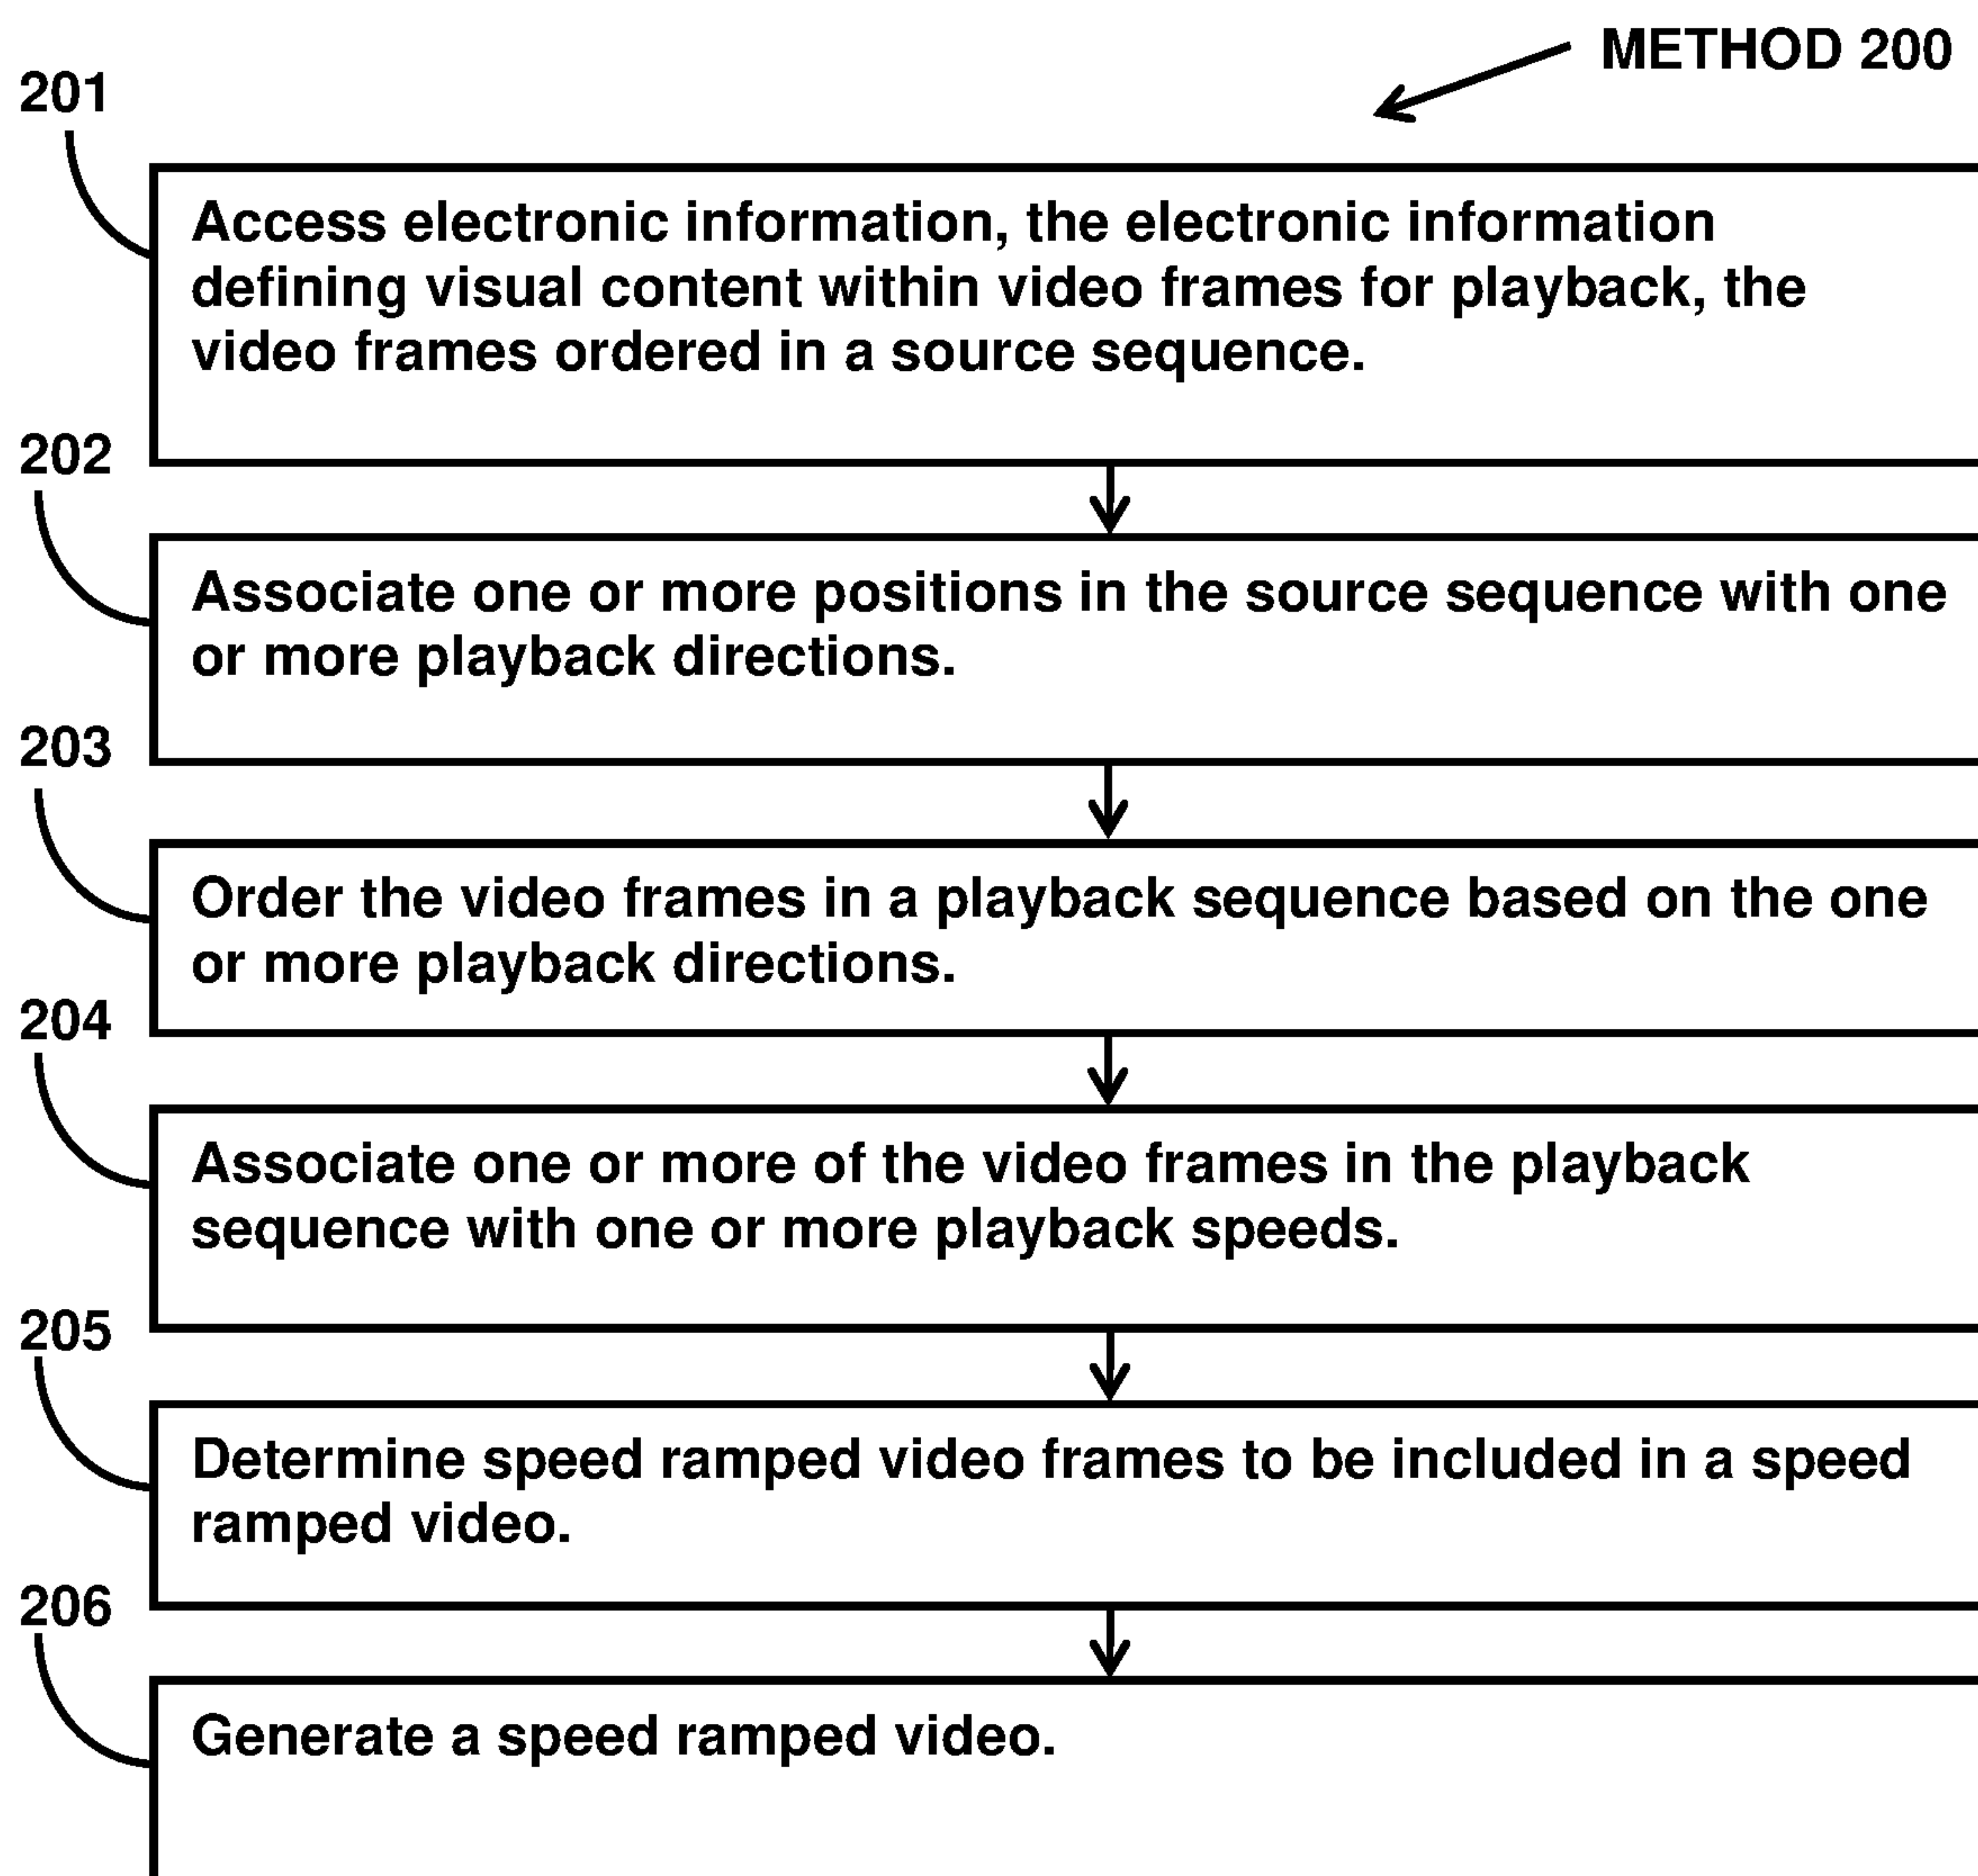 METHOD 200
201
Access electronic information, the electronic information
defining visual content within video frames for playback, the
video frames ordered in a source sequence.
202
Associate one or more positions in the source sequence with one
or more playback directions.
203
Order the video frames in a playback sequence based on the one
or more playback directions.
204
Associate one or more of the video frames in the playback
sequence with one or more playback speeds.
205
Determine speed ramped video frames to be included in a speed
ramped video.
206
Generate a speed ramped video.